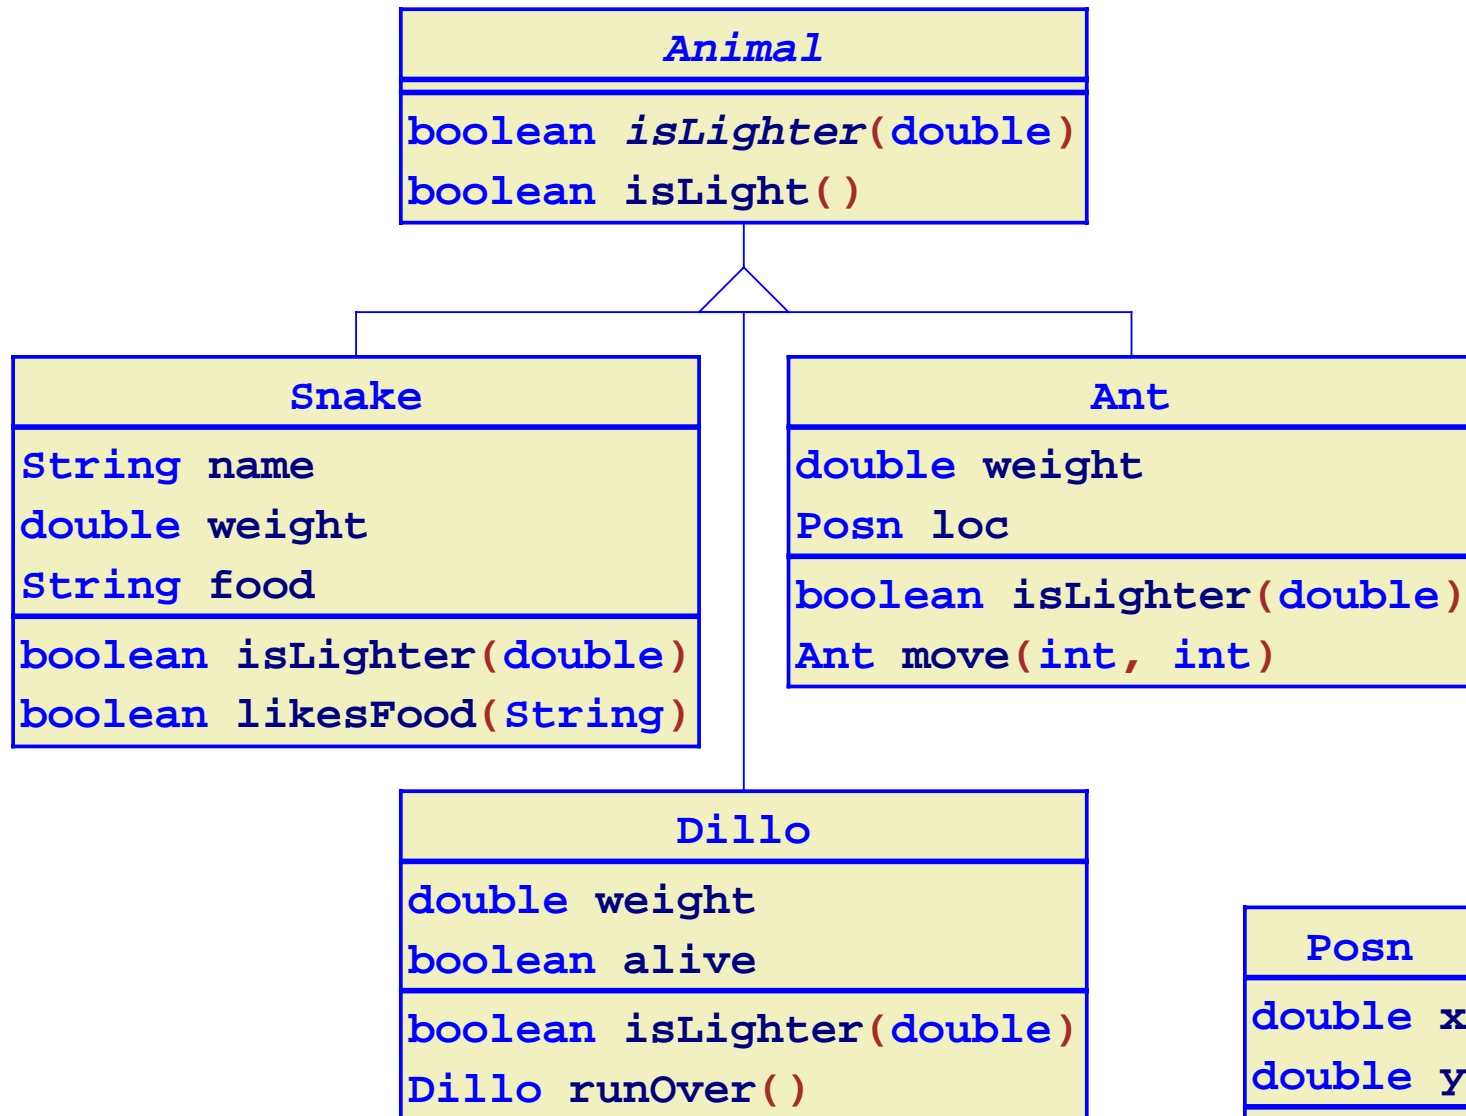 Animal
boolean isLighter(double)
boolean isLight()
Snake
String name
double weight
String food
boolean isLighter(double)
boolean likesFood(String)
Ant
double weight
Posn loc
boolean isLighter(double)
Ant move(int, int)
Dillo
double weight
boolean alive
boolean isLighter(double)
Dillo runOver()
Posn
double x
double y